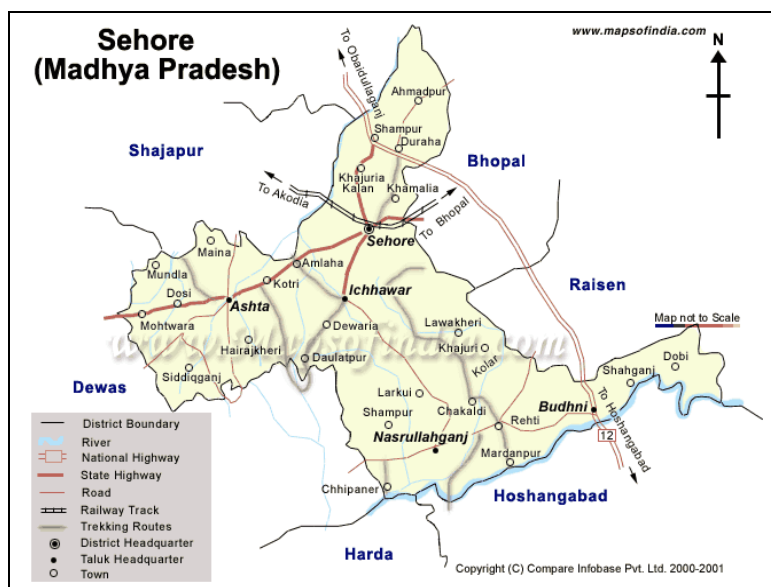 Sehore
(Madhya Pradesh)
www.mapsofindia.com
N
To Obaidullaganj
Ahmadpur
Shampur
Duraha
Shajapur
Bhopal
Khajuria
Kalan
Khamalia
To Akodia
To Bhopal
Sehore
Maina
Mundla
Amlaha
Kotri
Dosi
Ashta
Ichhawar
Raisen
Mohtwara
Dewaria
Lawakheri
Map not to Scale
www.Mapsofindia.com
Hairajkheri
Khajuri
Kolar
Daulatpur
Siddiqganj
Shahganj
Dobi
Dewas
Larkui
Chakaldi
Budhni
To Hoshangabad
Shampur
Rehti
12
Nasrullahganj
Mardanpur
Chhipaner
Hoshangabad
Harda
District Boundary
River
National Highway
State Highway
Road
Railway Track
Trekking Routes
District Headquarter
Taluk Headquarter
Town
Copyright (C) Compare Infobase Pvt. Ltd. 2000-2001